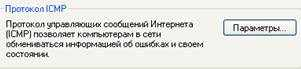 Протокол ICMP
Протокол управляющих сообщений Интернета
(ICMP) позволяет компьютерам в сети
обмениваться информацией об ошибках и своем
состоянии.
Параметры...